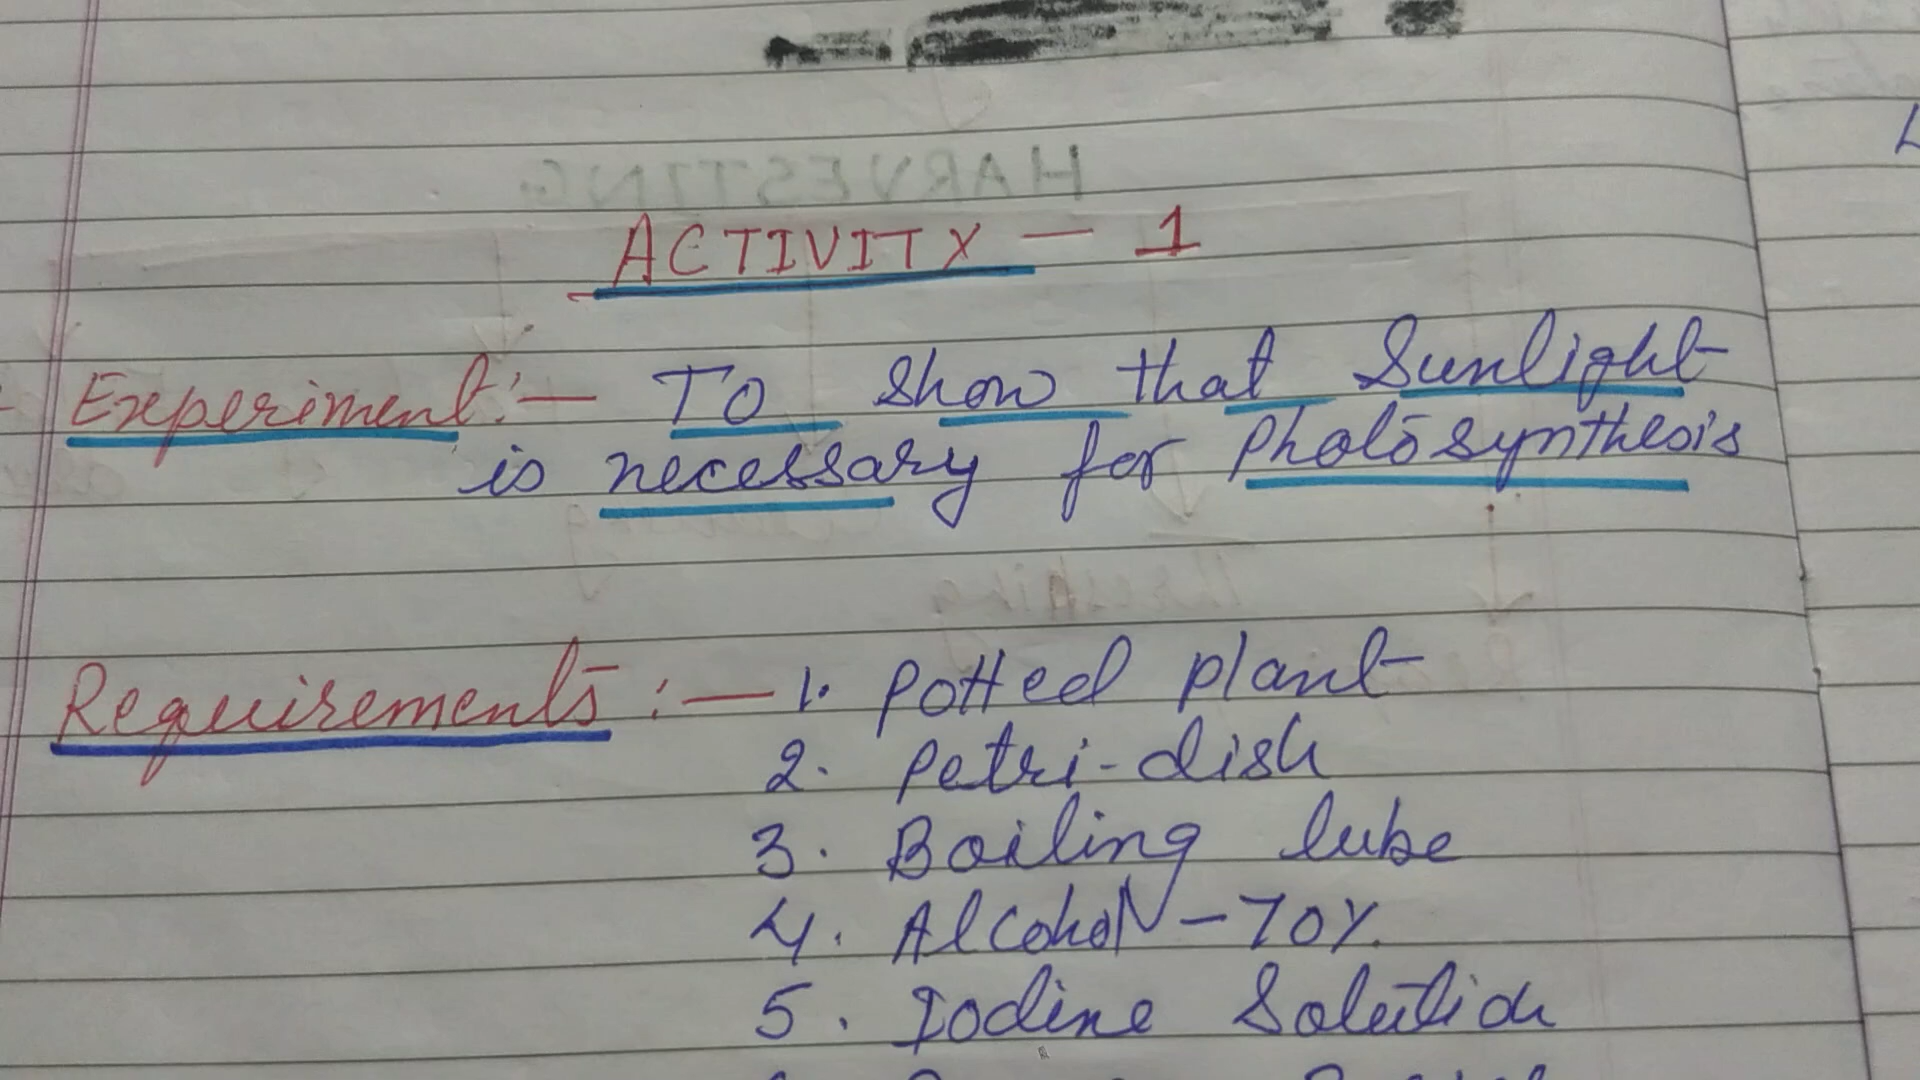 ACTIVITY - 1
Experiment :- To show that Sunlight
is necessary for photosynthesis
Requirements :- 1. Potted plant
2. Petri-dish
3. Boiling tube
4. Alcohol - 70%
5. Iodine Solution